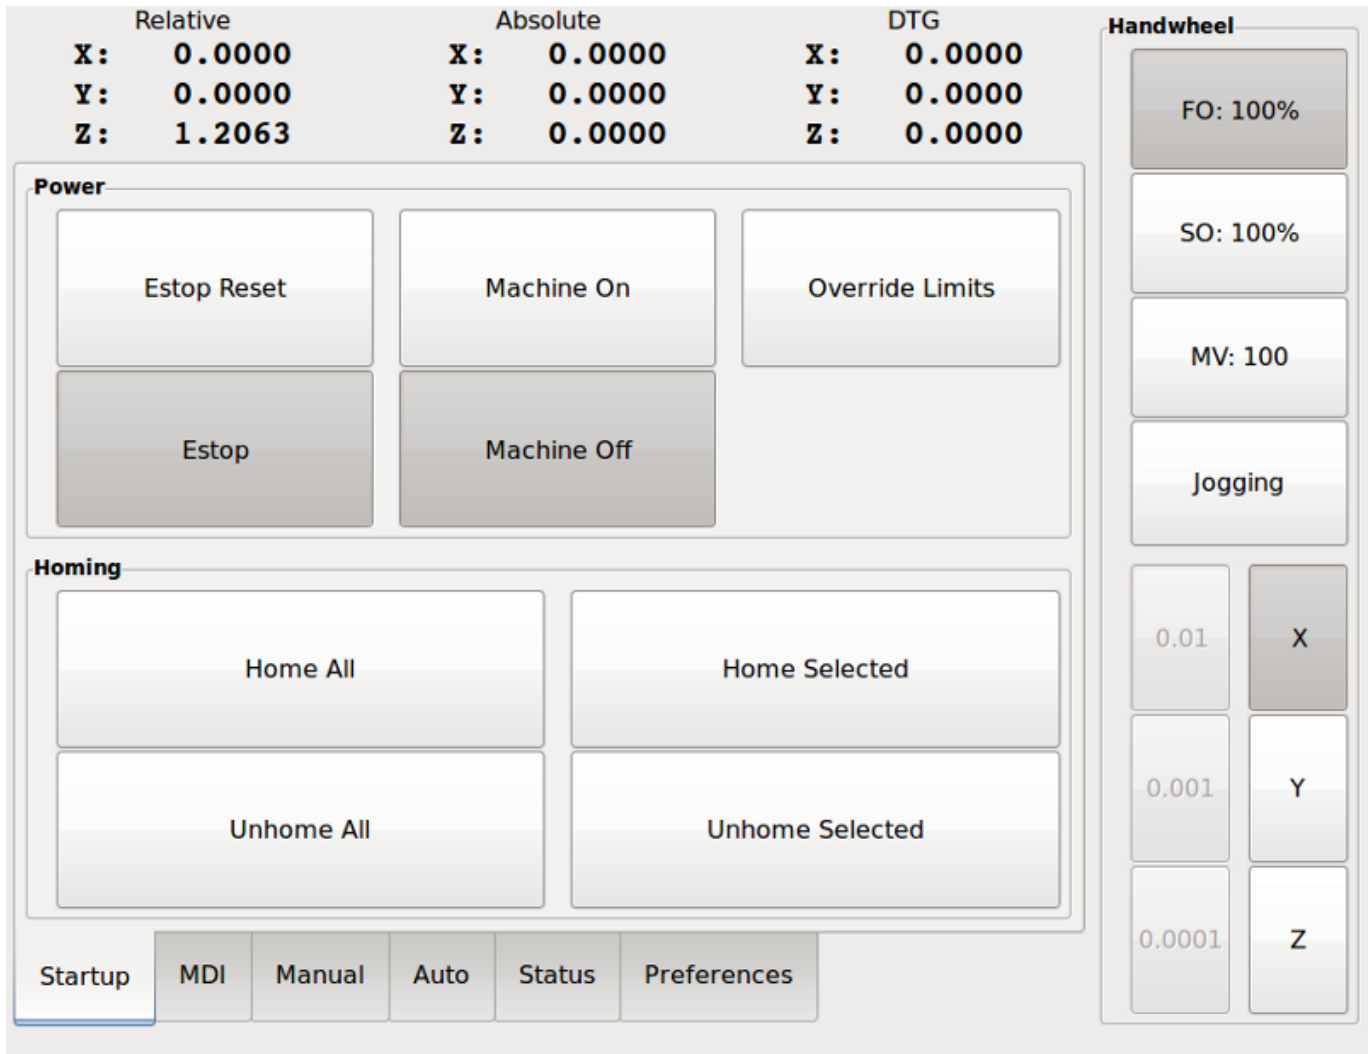 Relative Absolute DTG
X: 0.0000 X: 0.0000 X: 0.0000
Y: 0.0000 Y: 0.0000 Y: 0.0000
Z: 1.2063 Z: 0.0000 Z: 0.0000
Power
Estop Reset Machine On Override Limits
Estop Machine Off
Homing
Home All Home Selected
Unhome All Unhome Selected
Startup MDI Manual Auto Status Preferences
Handwheel
FO: 100%
SO: 100%
MV: 100
Jogging
0.01 X
0.001 Y
0.0001 Z